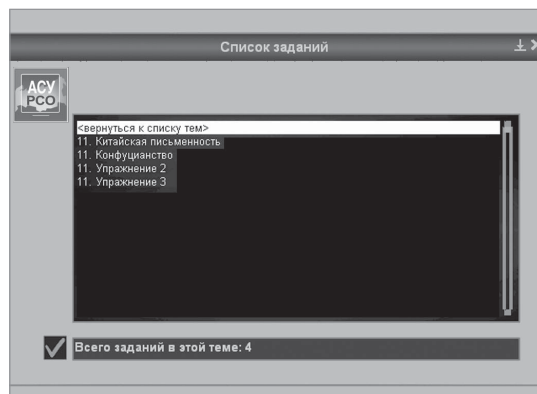 Список заданий
АСУ
РСО
<вернуться к списку тем>
11. Китайская письменность
11. Конфуцианство
11. Упражнение 2
11. Упражнение 3
Всего заданий в этой теме: 4